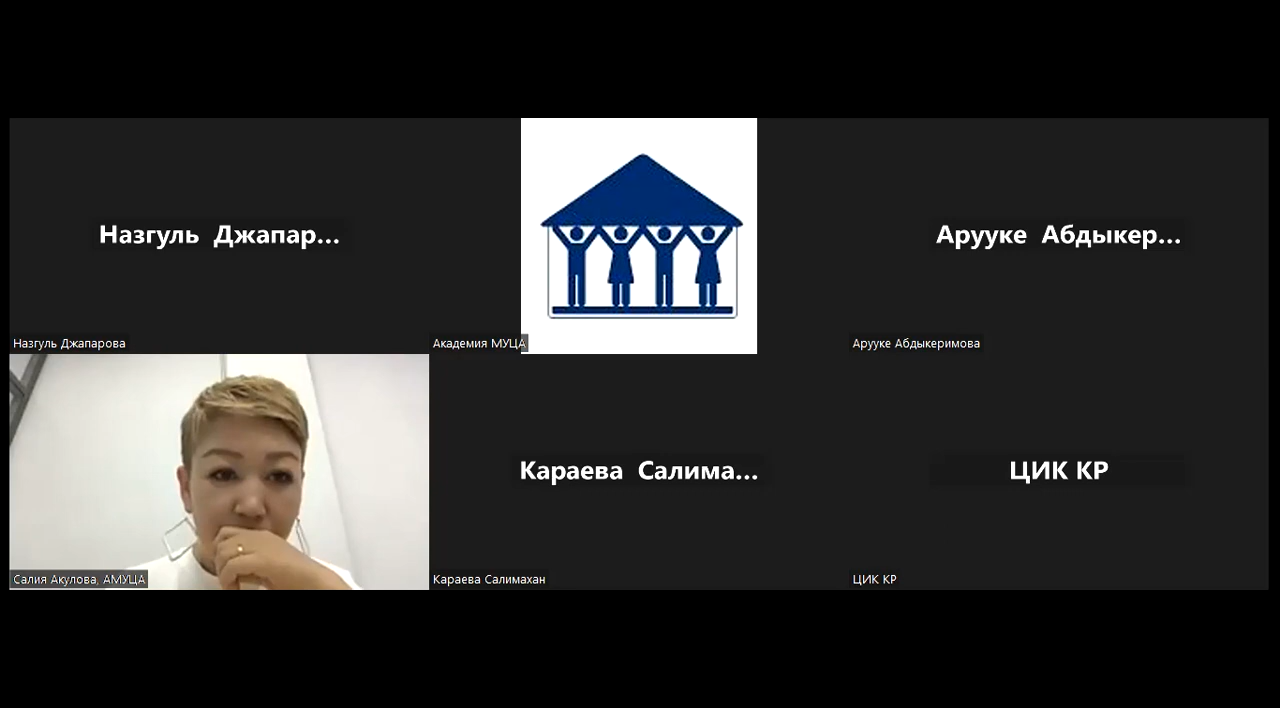 Назгуль Джапар...
Арууке Абдыкер...
Назгуль Джапарова
Академия МУЦА
Арууке Абдыкеримова
Караева Салима...
ЦИК КР
Салия Акулова, АМУЦА
Караева Салимахан
ЦИК КР